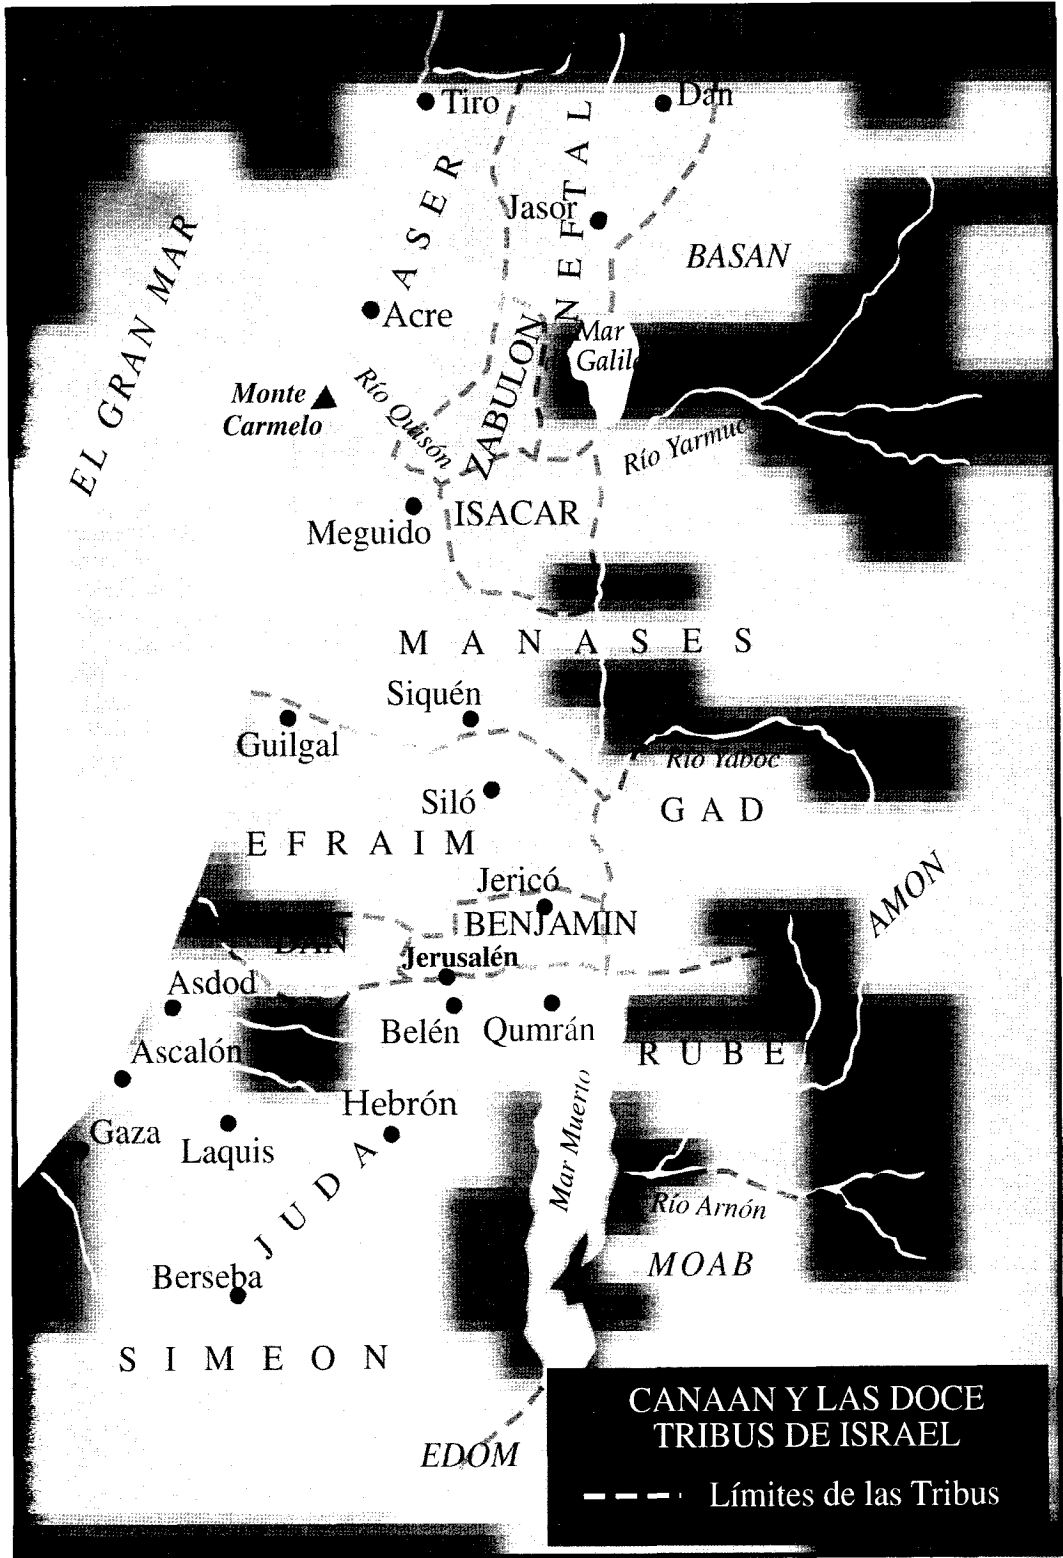 Tiro
Dan
ASER
NEFTAL
Jasor
BASAN
EL GRAN MAR
Acre
ZABULON
Mar
Galil
Monte
Carmelo
Río Quisón
Río Yarmuc
ISACAR
Meguido
MANASES
Siquén
Guilgal
Río Yaboc
Siló
GAD
EFRAIM
Jericó
AMON
BENJAMIN
DAN
Jerusalén
Asdod
Belén
Qumrán
Ascalón
RUBE
Hebrón
Mar Muerto
Gaza
Laquis
JUDA
Río Arnón
MOAB
Berseba
SIMEON
EDOM
CANAAN Y LAS DOCE
TRIBUS DE ISRAEL
Límites de las Tribus